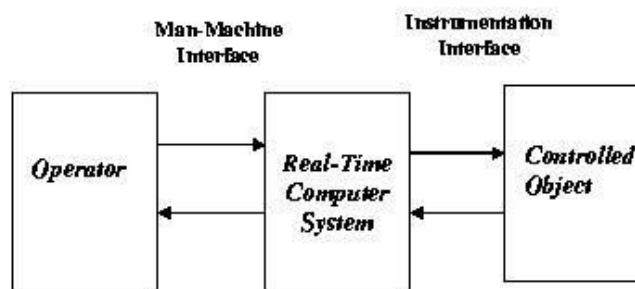 Man-Machine
Interface
Instrumentation
Interface
Operator
Real-Time
Computer
System
Controlled
Object